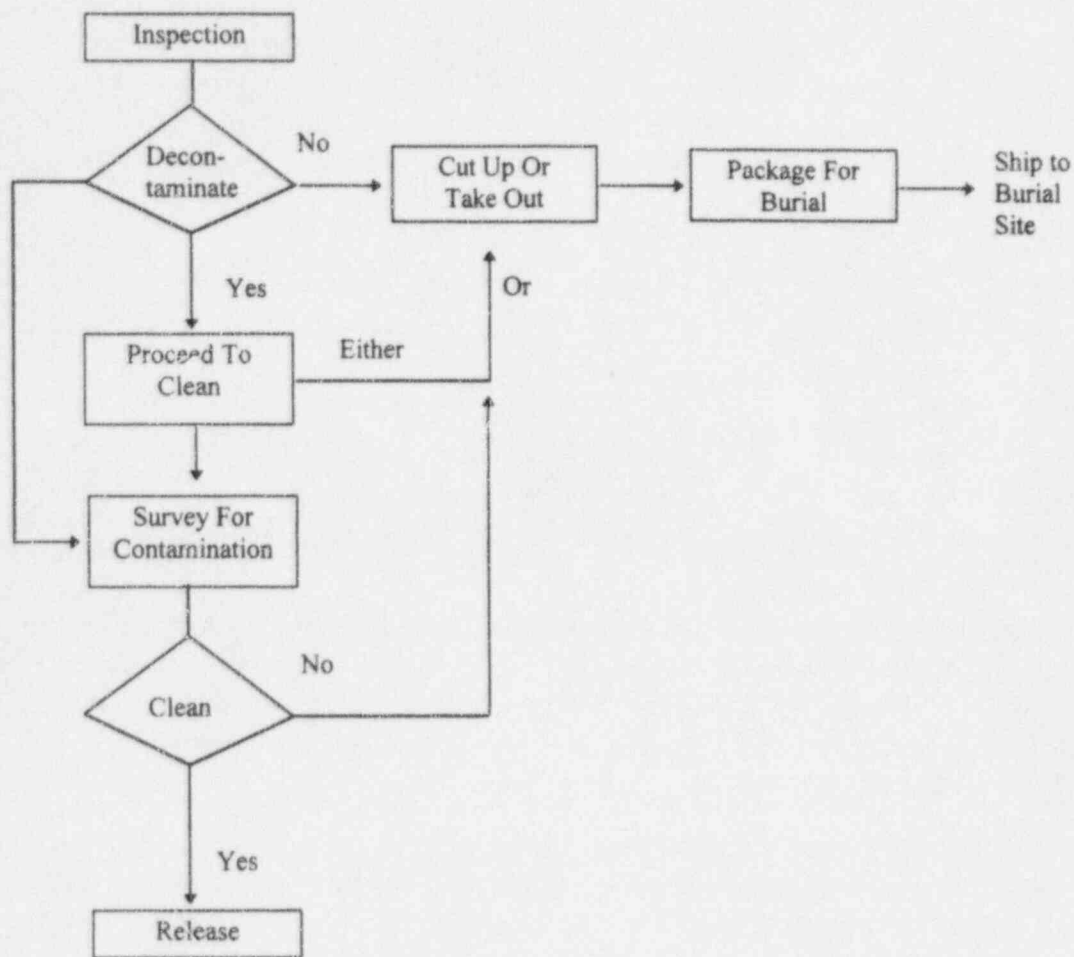 Inspection
Decon-
taminate
No
Cut Up Or
Take Out
Package For
Burial
Ship to
Burial
Site
Yes
Or
Proceed To
Clean
Either
Survey For
Contamination
Clean
No
Yes
Release